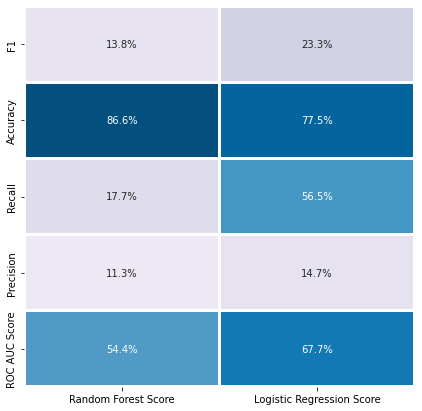 F1 13.8% 23.3%
Accuracy 86.6% 77.5%
Recall 17.7% 56.5%
Precision 11.3% 14.7%
ROC AUC Score 54.4% 67.7%
Random Forest Score Logistic Regression Score